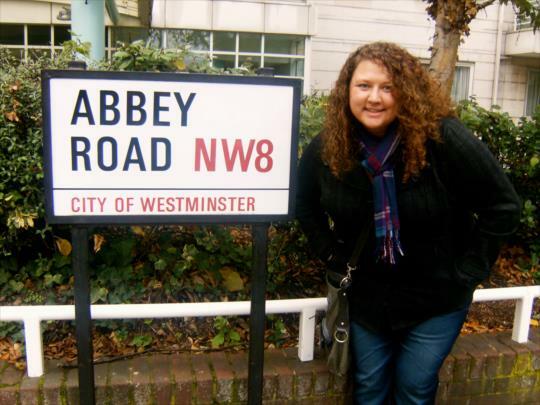 ABBEY
ROAD NW8
CITY OF WESTMINSTER